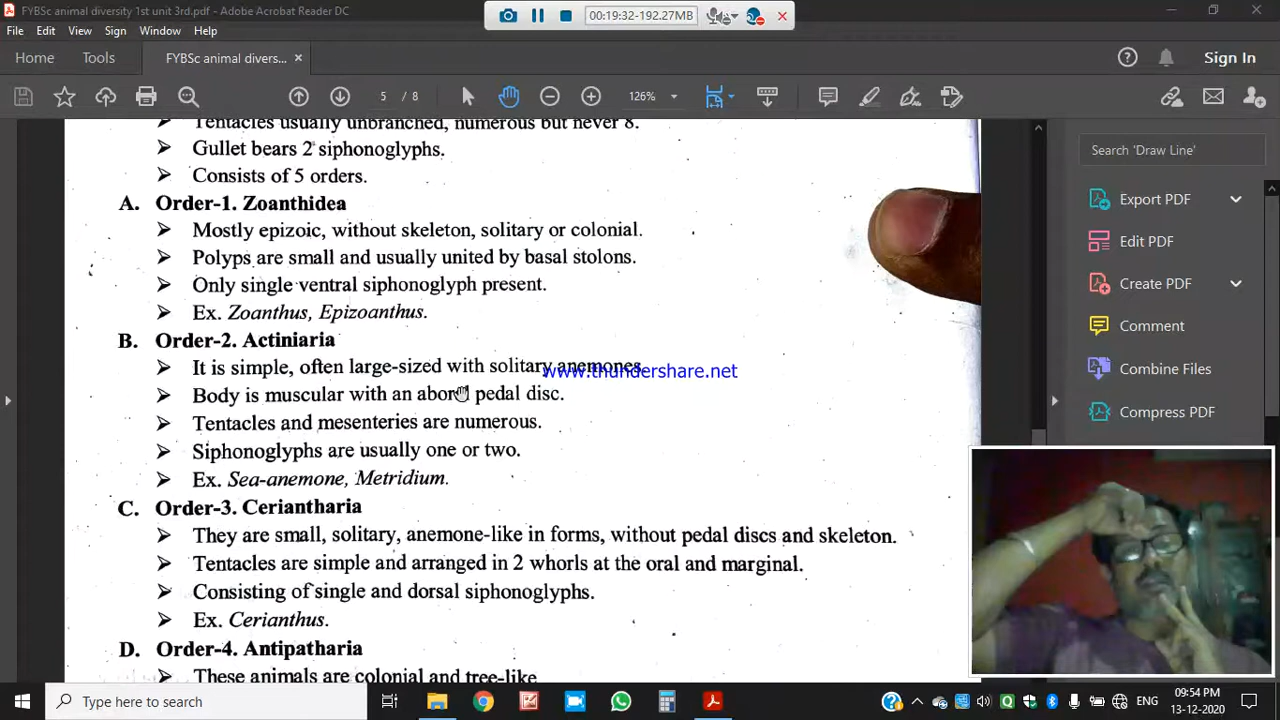 FYBSc animal diversity 1st unit 3rd.pdf - Adobe Acrobat Reader DC
00:19:32-192.27MB
File Edit View Sign Window Help
Home Tools FYBSc animal divers... ×
Sign In
5 / 8 126%
Tentacles usually unbranched, numerous but never 8.
Search 'Draw Line'
➤ Gullet bears 2 siphonoglyphs.
➤ Consists of 5 orders.
Export PDF
A. Order-1. Zoanthidea
➤ Mostly epizoic, without skeleton, solitary or colonial.
Edit PDF
➤ Polyps are small and usually united by basal stolons.
➤ Only single ventral siphonoglyph present.
Create PDF
➤ Ex. Zoanthus, Epizoanthus.
Comment
B. Order-2. Actiniaria
➤ It is simple, often large-sized with solitary anemones.
www.thundershare.net
Combine Files
➤ Body is muscular with an aboral pedal disc.
Compress PDF
➤ Tentacles and mesenteries are numerous.
➤ Siphonoglyphs are usually one or two.
➤ Ex. Sea-anemone, Metridium.
C. Order-3. Ceriantharia
➤ They are small, solitary, anemone-like in forms, without pedal discs and skeleton.
➤ Tentacles are simple and arranged in 2 whorls at the oral and marginal.
➤ Consisting of single and dorsal siphonoglyphs.
➤ Ex. Cerianthus.
D. Order-4. Antipatharia
➤ These animals are colonial and tree-like
Type here to search
ENG
09:54 PM
13-12-2020